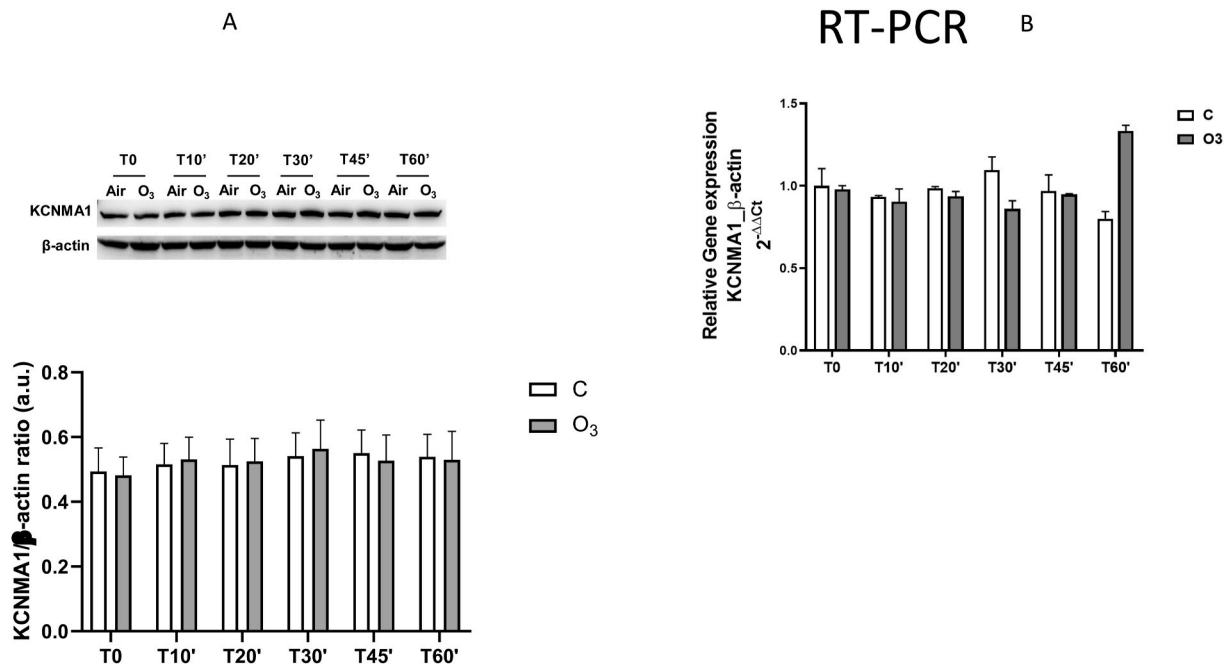 A
T0 T10' T20' T30' T45' T60'
Air O3 Air O3 Air O3 Air O3 Air O3 Air O3
KCNMA1
β-actin
KCNMA1/β-actin ratio (a.u.)
0.8
0.6
0.4
0.2
0.0
T0 T10' T20' T30' T45' T60'
C
O3
RT-PCR B
Relative Gene expression
KCNMA1_β-actin
2-ΔΔCt
1.5
1.0
0.5
0.0
T0 T10' T20' T30' T45' T60'
C
O3